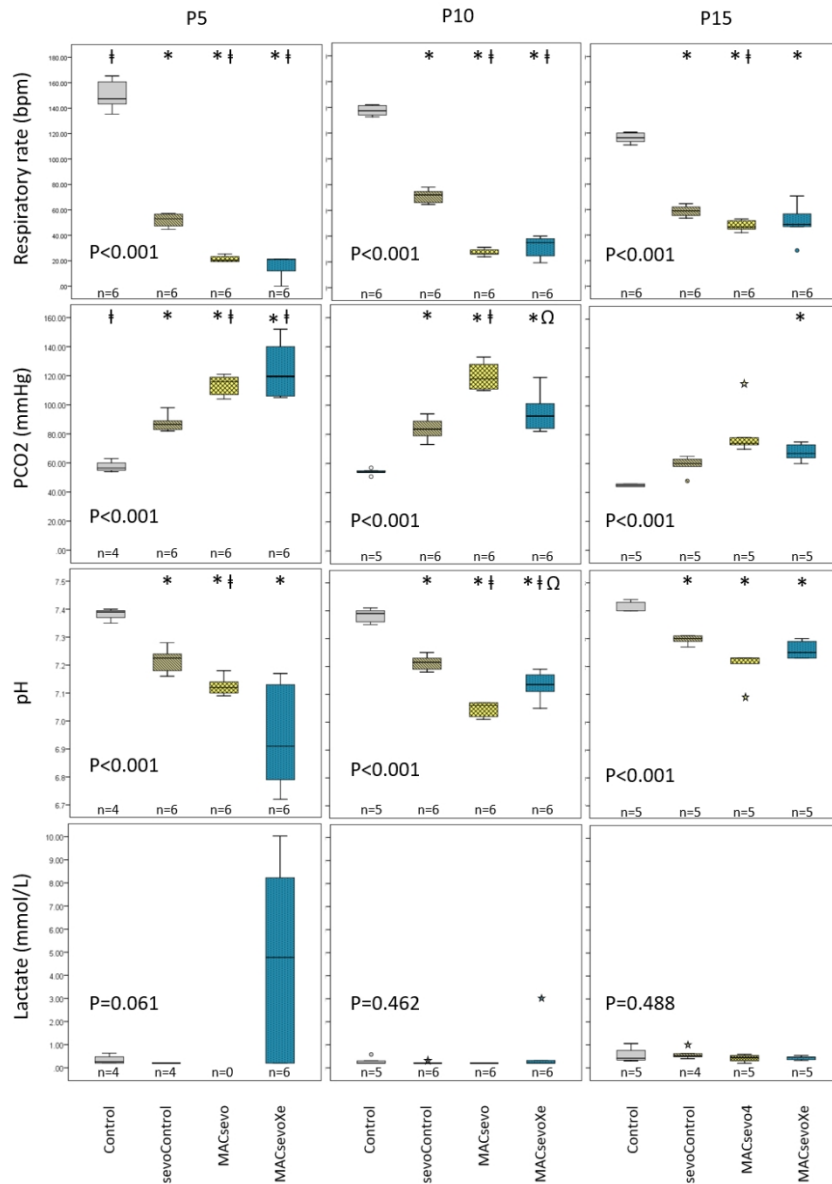 P5 P10 P15
Respiratory rate (bpm)
180.00
160.00
140.00
120.00
100.00
80.00
60.00
40.00
20.00
.00
ǂ * *ǂ *ǂ
P<0.001
n=6 n=6 n=6 n=6
* *ǂ *ǂ
P<0.001
n=6 n=6 n=6 n=6
* *ǂ *
P<0.001
n=6 n=6 n=6 n=6
PCO2 (mmHg)
160.00
140.00
120.00
100.00
80.00
60.00
40.00
20.00
.00
ǂ * *ǂ *ǂ
P<0.001
n=4 n=6 n=6 n=6
* *ǂ *Ω
P<0.001
n=5 n=6 n=6 n=6
*
P<0.001
n=5 n=5 n=5 n=5
pH
7.5
7.4
7.3
7.2
7.1
7.0
6.9
6.8
6.7
* *ǂ *
P<0.001
n=4 n=6 n=6 n=6
* *ǂ *ǂΩ
P<0.001
n=5 n=6 n=6 n=6
* * *
P<0.001
n=5 n=5 n=5 n=5
Lactate (mmol/L)
10.00
9.00
8.00
7.00
6.00
5.00
4.00
3.00
2.00
1.00
.00
P=0.061
n=4 n=4 n=0 n=6
P=0.462
n=5 n=6 n=6 n=6
P=0.488
n=5 n=4 n=5 n=5
Control
sevoControl
MACsevo
MACsevoXe
Control
sevoControl
MACsevo
MACsevoXe
Control
sevoControl
MACsevo4
MACsevoXe